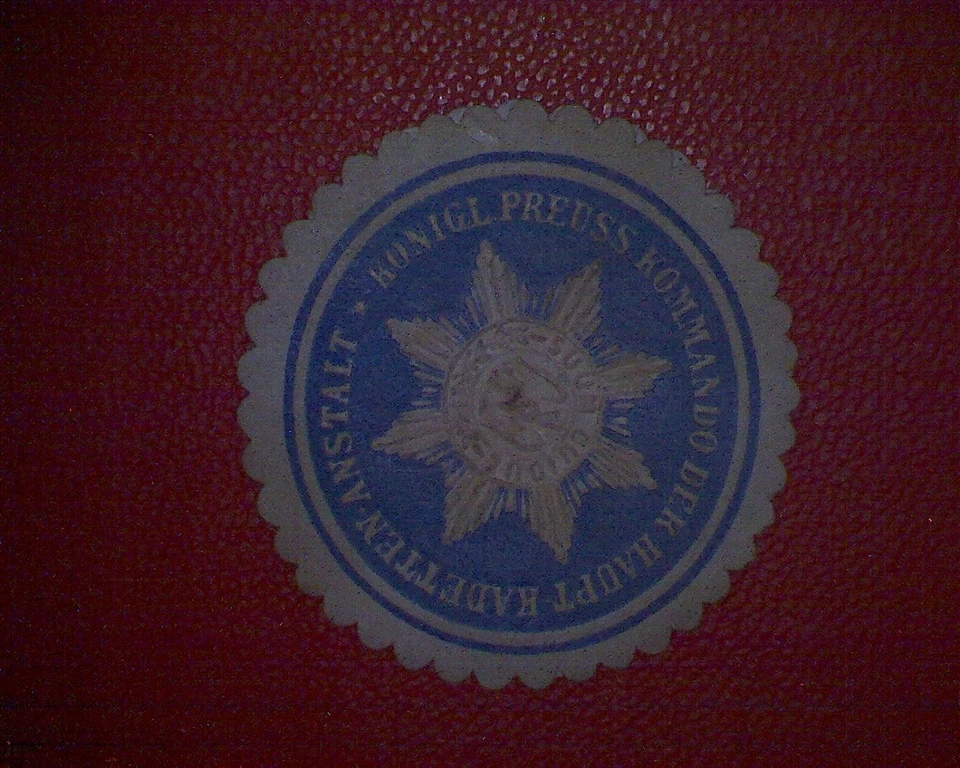 * KÖNIGL. PREUSS. KOMMANDO DER HAUPT-KADETTEN-ANSTALT